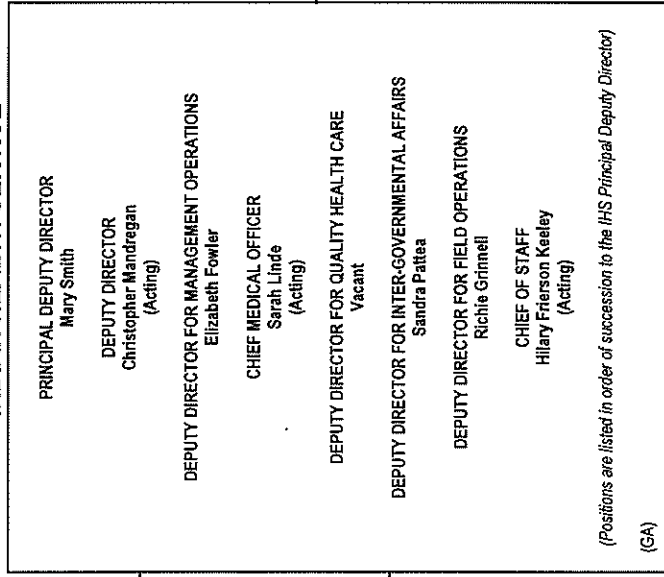 PRINCIPAL DEPUTY DIRECTOR
Mary Smith
DEPUTY DIRECTOR
Christopher Mandregan
(Acting)
DEPUTY DIRECTOR FOR MANAGEMENT OPERATIONS
Elizabeth Fowler
CHIEF MEDICAL OFFICER
Sarah Linde
(Acting)
DEPUTY DIRECTOR FOR QUALITY HEALTH CARE
Vacant
DEPUTY DIRECTOR FOR INTER-GOVERNMENTAL AFFAIRS
Sandra Pattea
DEPUTY DIRECTOR FOR FIELD OPERATIONS
Richie Grinnell
CHIEF OF STAFF
Hilary Frierson Keeley
(Acting)
(Positions are listed in order of succession to the IHS Principal Deputy Director)
(GA)